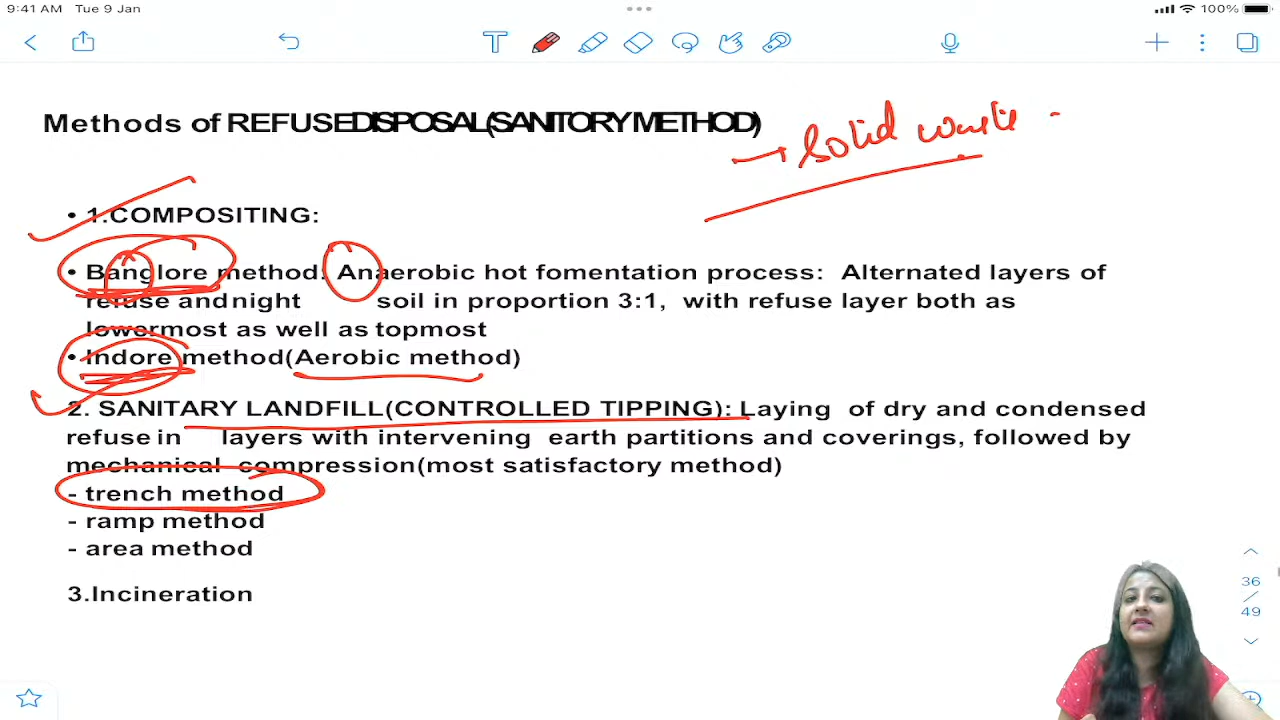 9:41 AM Tue 9 Jan
100%
Methods of REFUSE DISPOSAL(SANITORY METHOD)
→ Solid waste
• 1.COMPOSITING:
• Banglore method: Anaerobic hot fomentation process: Alternated layers of
refuse and night soil in proportion 3:1, with refuse layer both as
lowermost as well as topmost
• Indore method(Aerobic method)
2. SANITARY LANDFILL(CONTROLLED TIPPING): Laying of dry and condensed
refuse in layers with intervening earth partitions and coverings, followed by
mechanical compression(most satisfactory method)
- trench method
- ramp method
- area method
3.Incineration
36
/
49